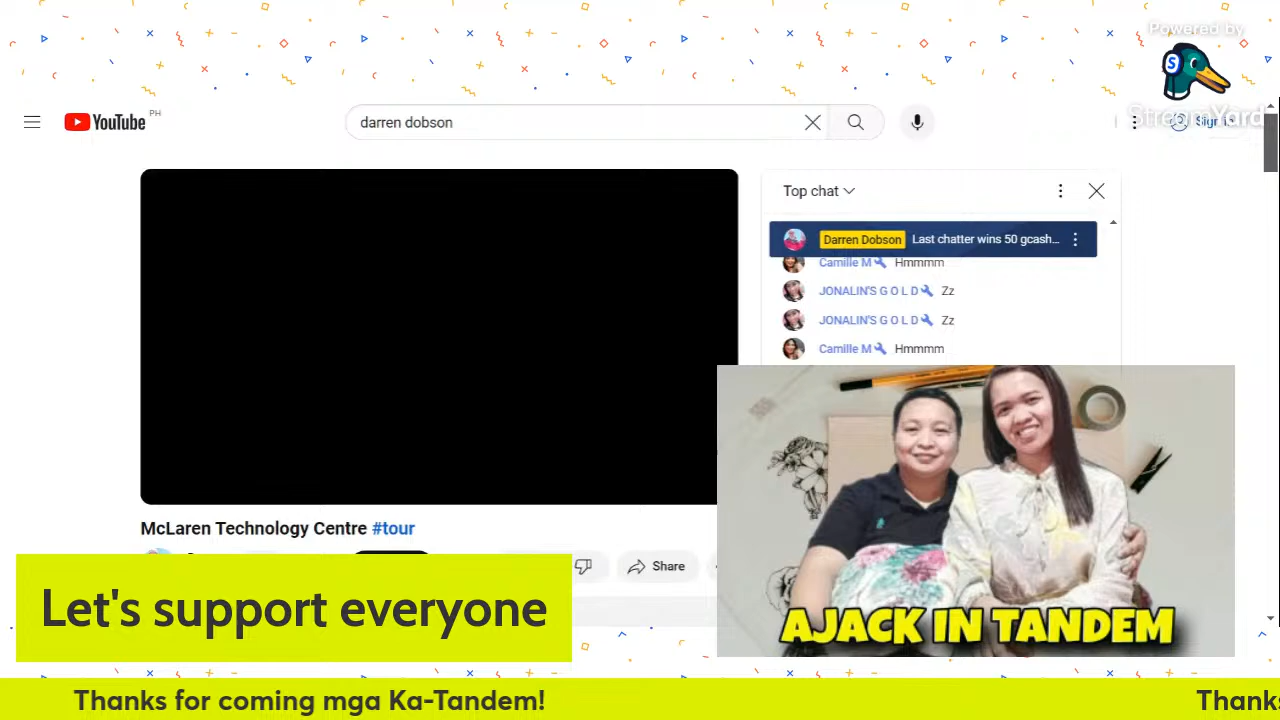 Powered by
StreamYard
YouTube PH
darren dobson
Sign in
Top chat
Darren Dobson Last chatter wins 50 gcash...
Camille M Hmmmm
JONALIN'S G O L D Zz
JONALIN'S G O L D Zz
Camille M Hmmmm
McLaren Technology Centre #tour
Share
Let's support everyone
AJACK IN TANDEM
Thanks for coming mga Ka-Tandem!
Thanks